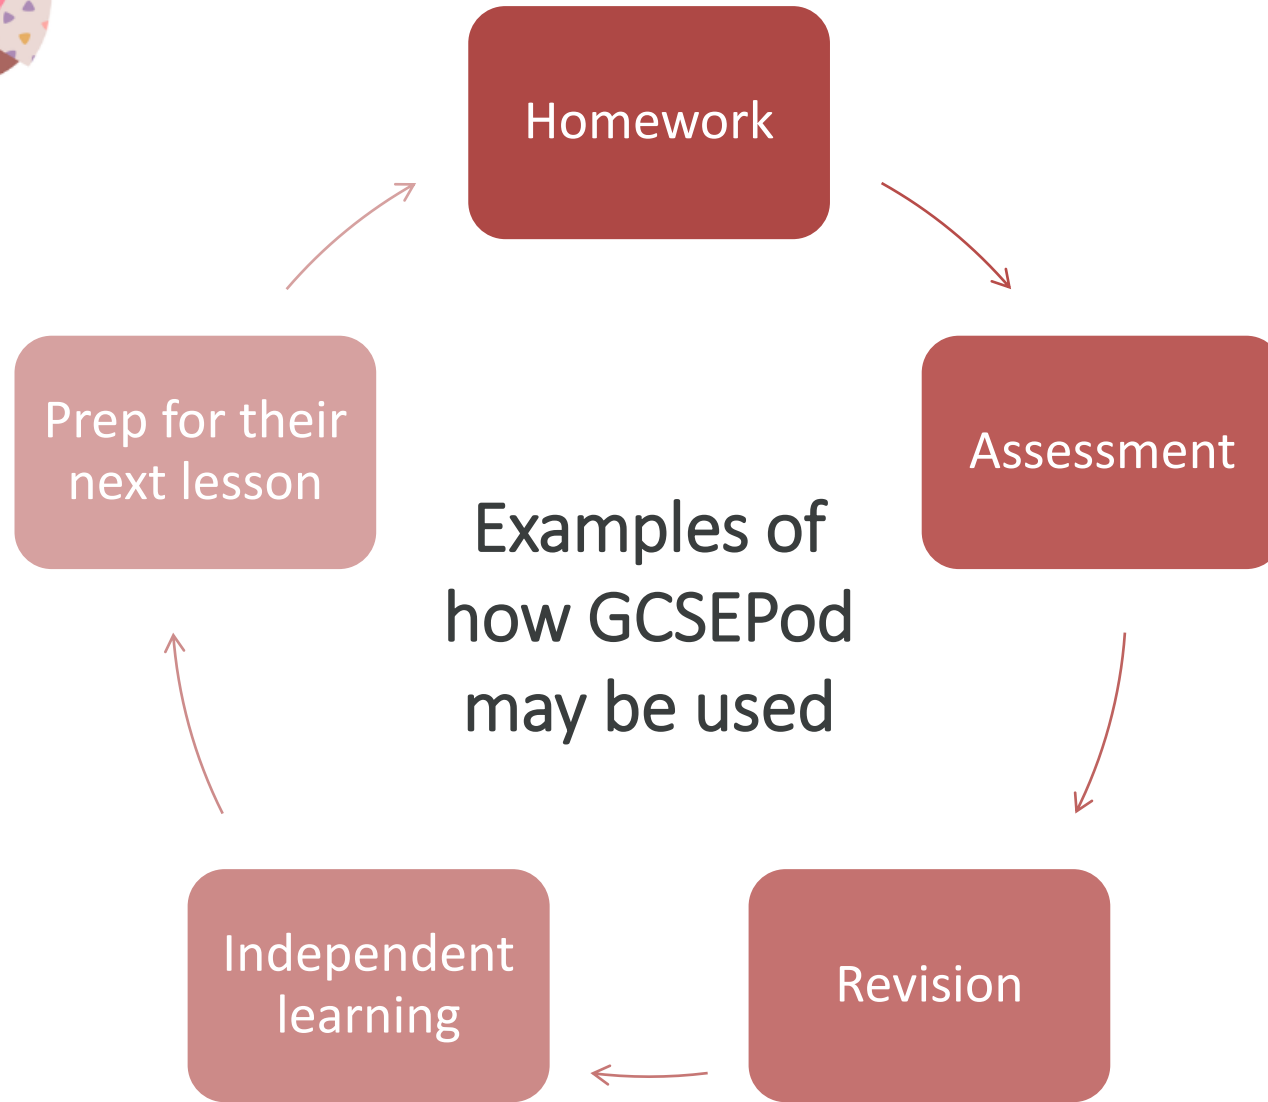 Homework
Assessment
Revision
Independent
learning
Prep for their
next lesson
Examples of
how GCSEPod
may be used